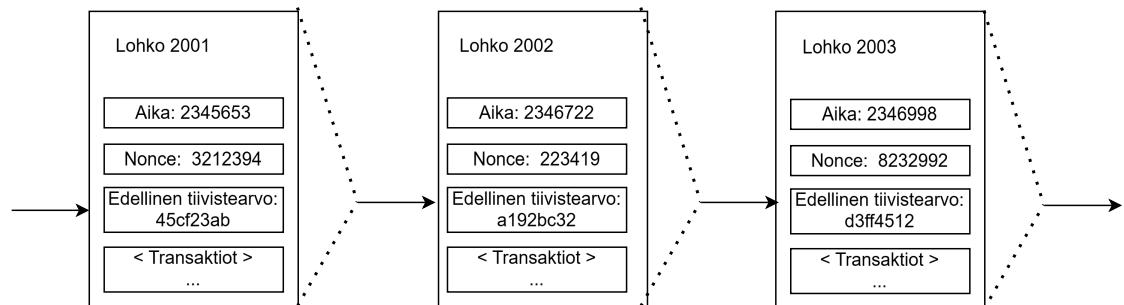 Lohko 2001
Aika: 2345653
Nonce: 3212394
Edellinen tiivistearvo:
45cf23ab
< Transaktiot >
...
Lohko 2002
Aika: 2346722
Nonce: 223419
Edellinen tiivistearvo:
a192bc32
< Transaktiot >
...
Lohko 2003
Aika: 2346998
Nonce: 8232992
Edellinen tiivistearvo:
d3ff4512
< Transaktiot >
...